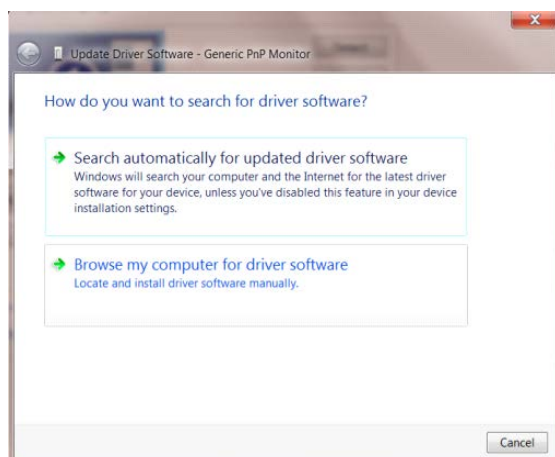 Update Driver Software - Generic PnP Monitor
How do you want to search for driver software?
Search automatically for updated driver software
Windows will search your computer and the Internet for the latest driver
software for your device, unless you've disabled this feature in your device
installation settings.
Browse my computer for driver software
Locate and install driver software manually.
Cancel